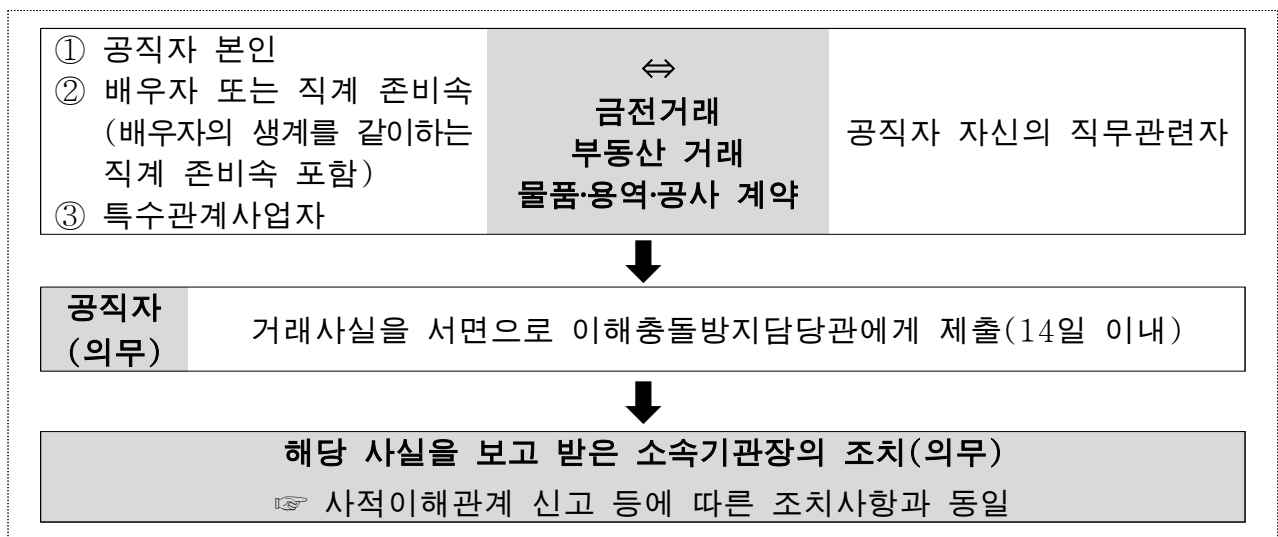 ① 공직자 본인
② 배우자 또는 직계 존비속
(배우자의 생계를 같이하는
직계 존비속 포함)
③ 특수관계사업자
⇔
금전거래
부동산 거래
물품·용역·공사 계약
공직자 자신의 직무관련자
공직자
(의무)
거래사실을 서면으로 이해충돌방지담당관에게 제출(14일 이내)
해당 사실을 보고 받은 소속기관장의 조치(의무)
☞ 사적이해관계 신고 등에 따른 조치사항과 동일